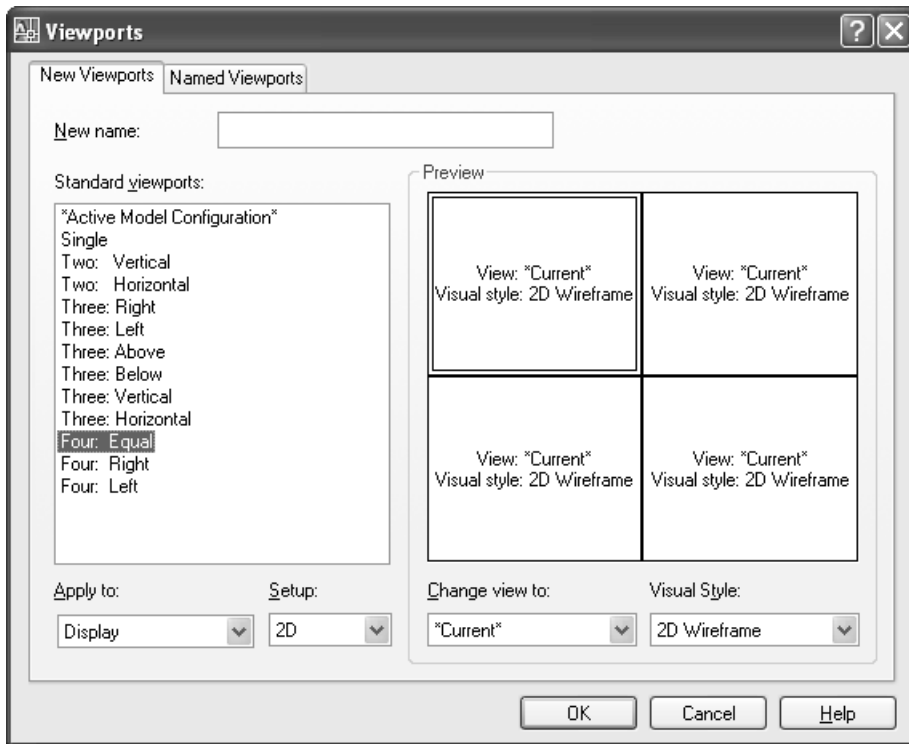 Viewports
New Viewports
Named Viewports
New name:
Standard viewports:
*Active Model Configuration*
Single
Two: Vertical
Two: Horizontal
Three: Right
Three: Left
Three: Above
Three: Below
Three: Vertical
Three: Horizontal
Four: Equal
Four: Right
Four: Left
Apply to:
Display
Setup:
2D
Preview
View: *Current*
Visual style: 2D Wireframe
View: *Current*
Visual style: 2D Wireframe
View: *Current*
Visual style: 2D Wireframe
View: *Current*
Visual style: 2D Wireframe
Change view to:
*Current*
Visual Style:
2D Wireframe
OK
Cancel
Help